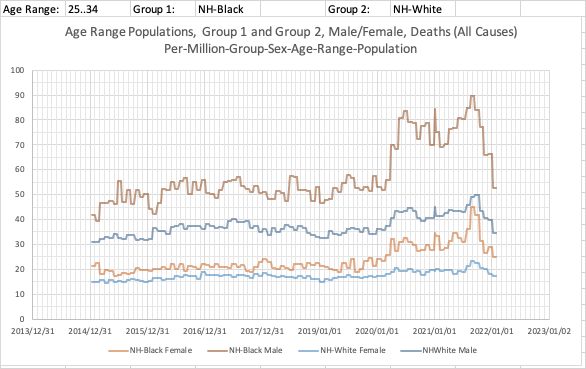 Age Range: 25..34 Group 1: NH-Black Group 2: NH-White
Age Range Populations, Group 1 and Group 2, Male/Female, Deaths (All Causes)
Per-Million-Group-Sex-Age-Range-Population
100
90
80
70
60
50
40
30
20
10
0
2013/12/31 2014/12/31 2015/12/31 2016/12/31 2017/12/31 2019/01/01 2020/01/01 2021/01/01 2022/01/01 2023/01/02
NH-Black Female NH-Black Male NH-White Female NHWhite Male